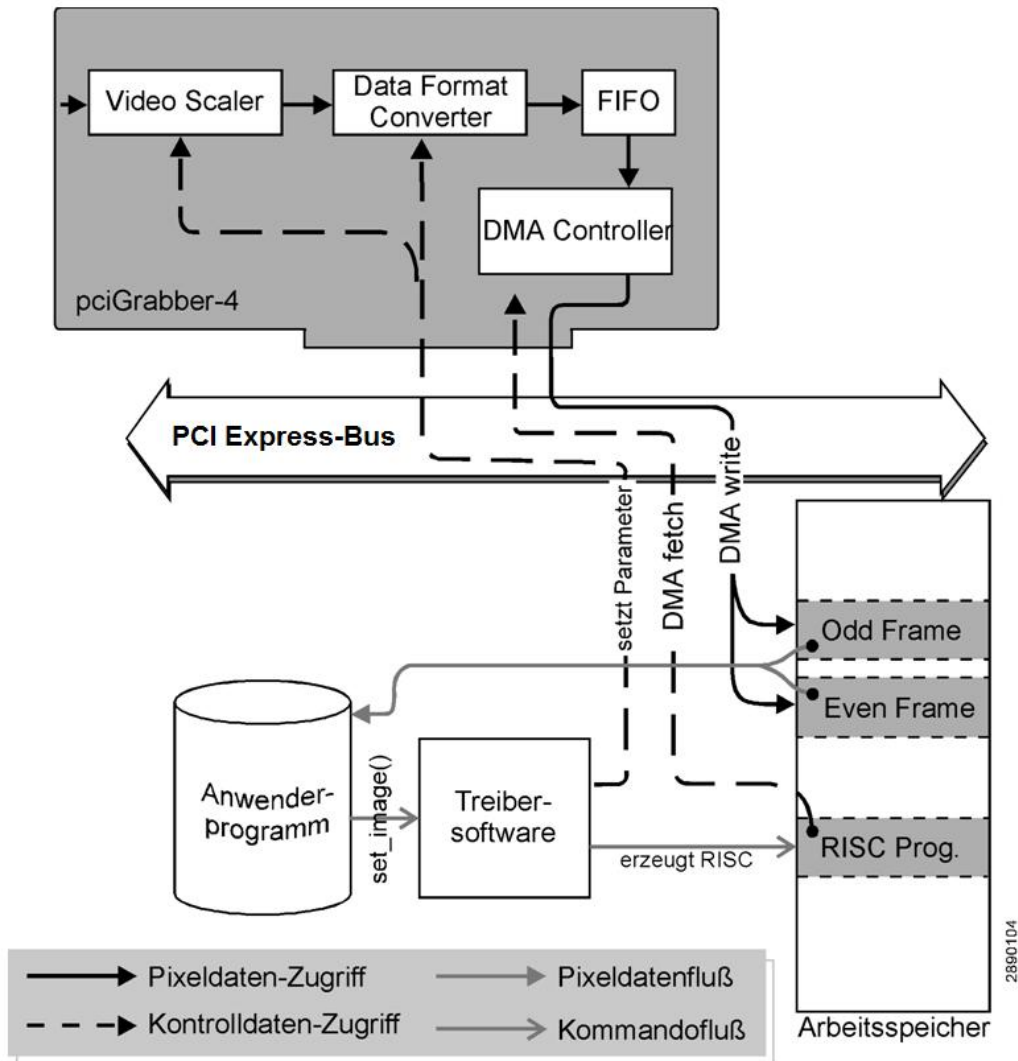 Video Scaler
Data Format
Converter
FIFO
DMA Controller
pciGrabber-4
PCI Express-Bus
setzt Parameter
DMA fetch
DMA write
Odd Frame
Even Frame
Anwender-
programm
set_image()
Treiber-
software
erzeugt RISC
RISC Prog.
2890104
Pixeldaten-Zugriff
Pixeldatenfluß
Kontrolldaten-Zugriff
Kommandofluß
Arbeitsspeicher